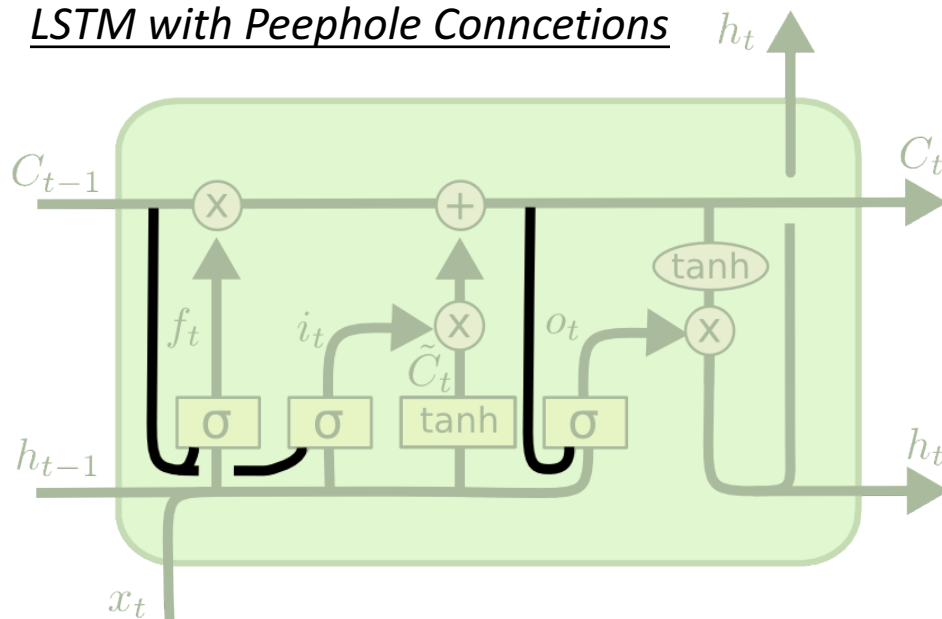 LSTM with Peephole Conncetions
h_t
C_{t-1}
C_t
x
+
tanh
f_t
i_t
x
o_t
x
\tilde{C}_t
σ
σ
tanh
σ
h_{t-1}
h_t
x_t